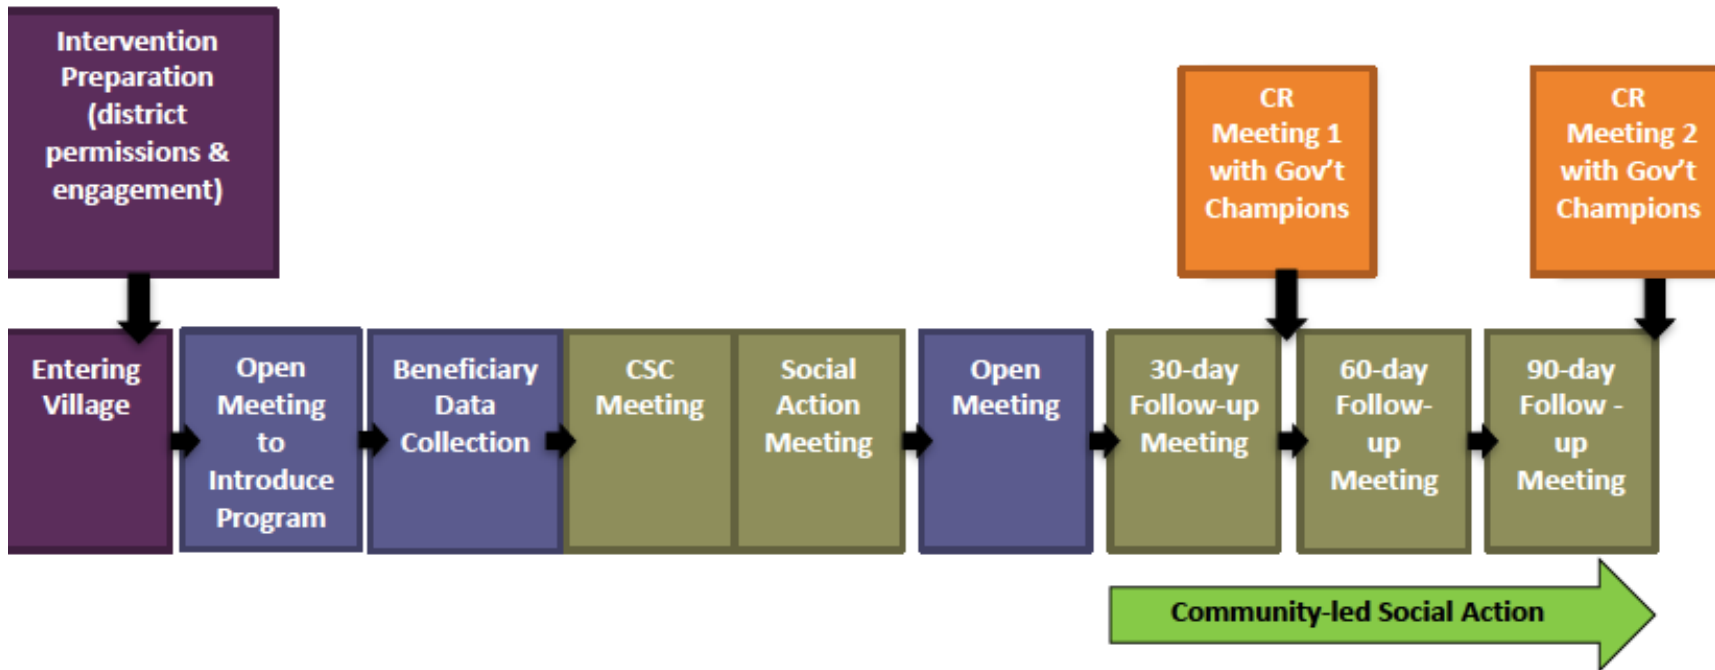 Intervention
Preparation
(district
permissions &
engagement)
CR
Meeting 1
with Gov't
Champions
CR
Meeting 2
with Gov't
Champions
Entering
Village
Open
Meeting
to
Introduce
Program
Beneficiary
Data
Collection
CSC
Meeting
Social
Action
Meeting
Open
Meeting
30-day
Follow-up
Meeting
60-day
Follow-
up
Meeting
90-day
Follow -
up
Meeting
Community-led Social Action